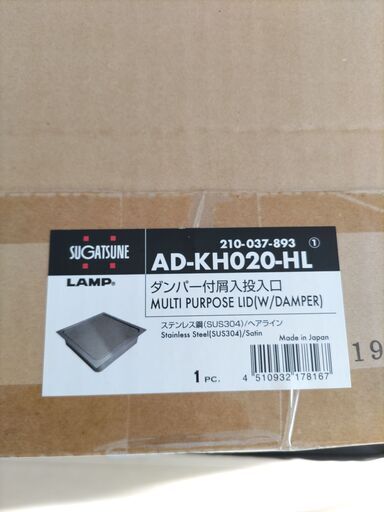 SUGATSUNE
LAMP®
210-037-893 ①
AD-KH020-HL
ダンパー付屑入投入口
MULTI PURPOSE LID(W/DAMPER)
ステンレス鋼(SUS304)/ヘアライン
Stainless Steel(SUS304)/Satin
Made in Japan
1 PC.
4 510932 178167
19